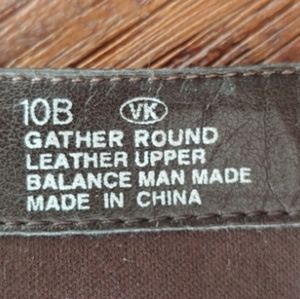 10B VK
GATHER ROUND
LEATHER UPPER
BALANCE MAN MADE
MADE IN CHINA